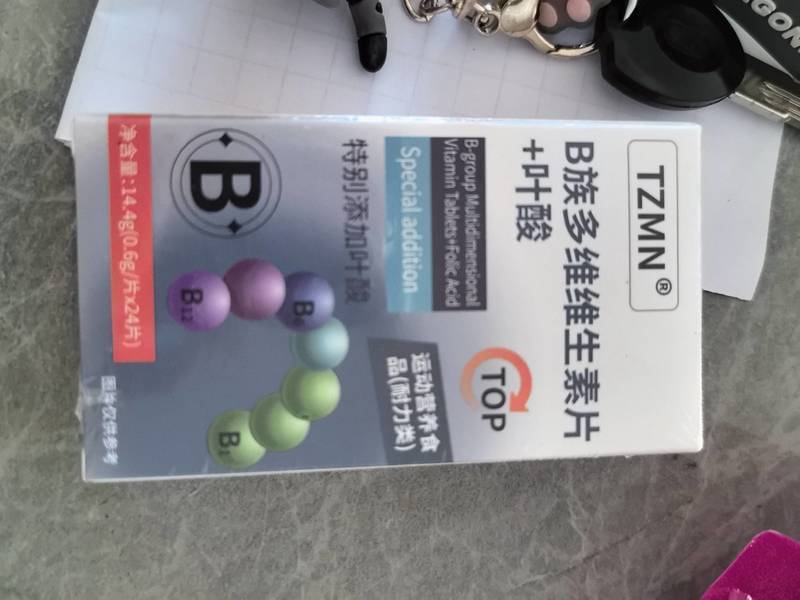 TZMN®
B族多维维生素片
+叶酸
B-group Multidimensional
Vitamin Tablets+Folic Acid
Special addition
特别添加叶酸
TOP
运动营养食
品(耐力类)
B
B12
B
净含量:14.4g(0.6g/片x24片)
图片仅供参考
AGON